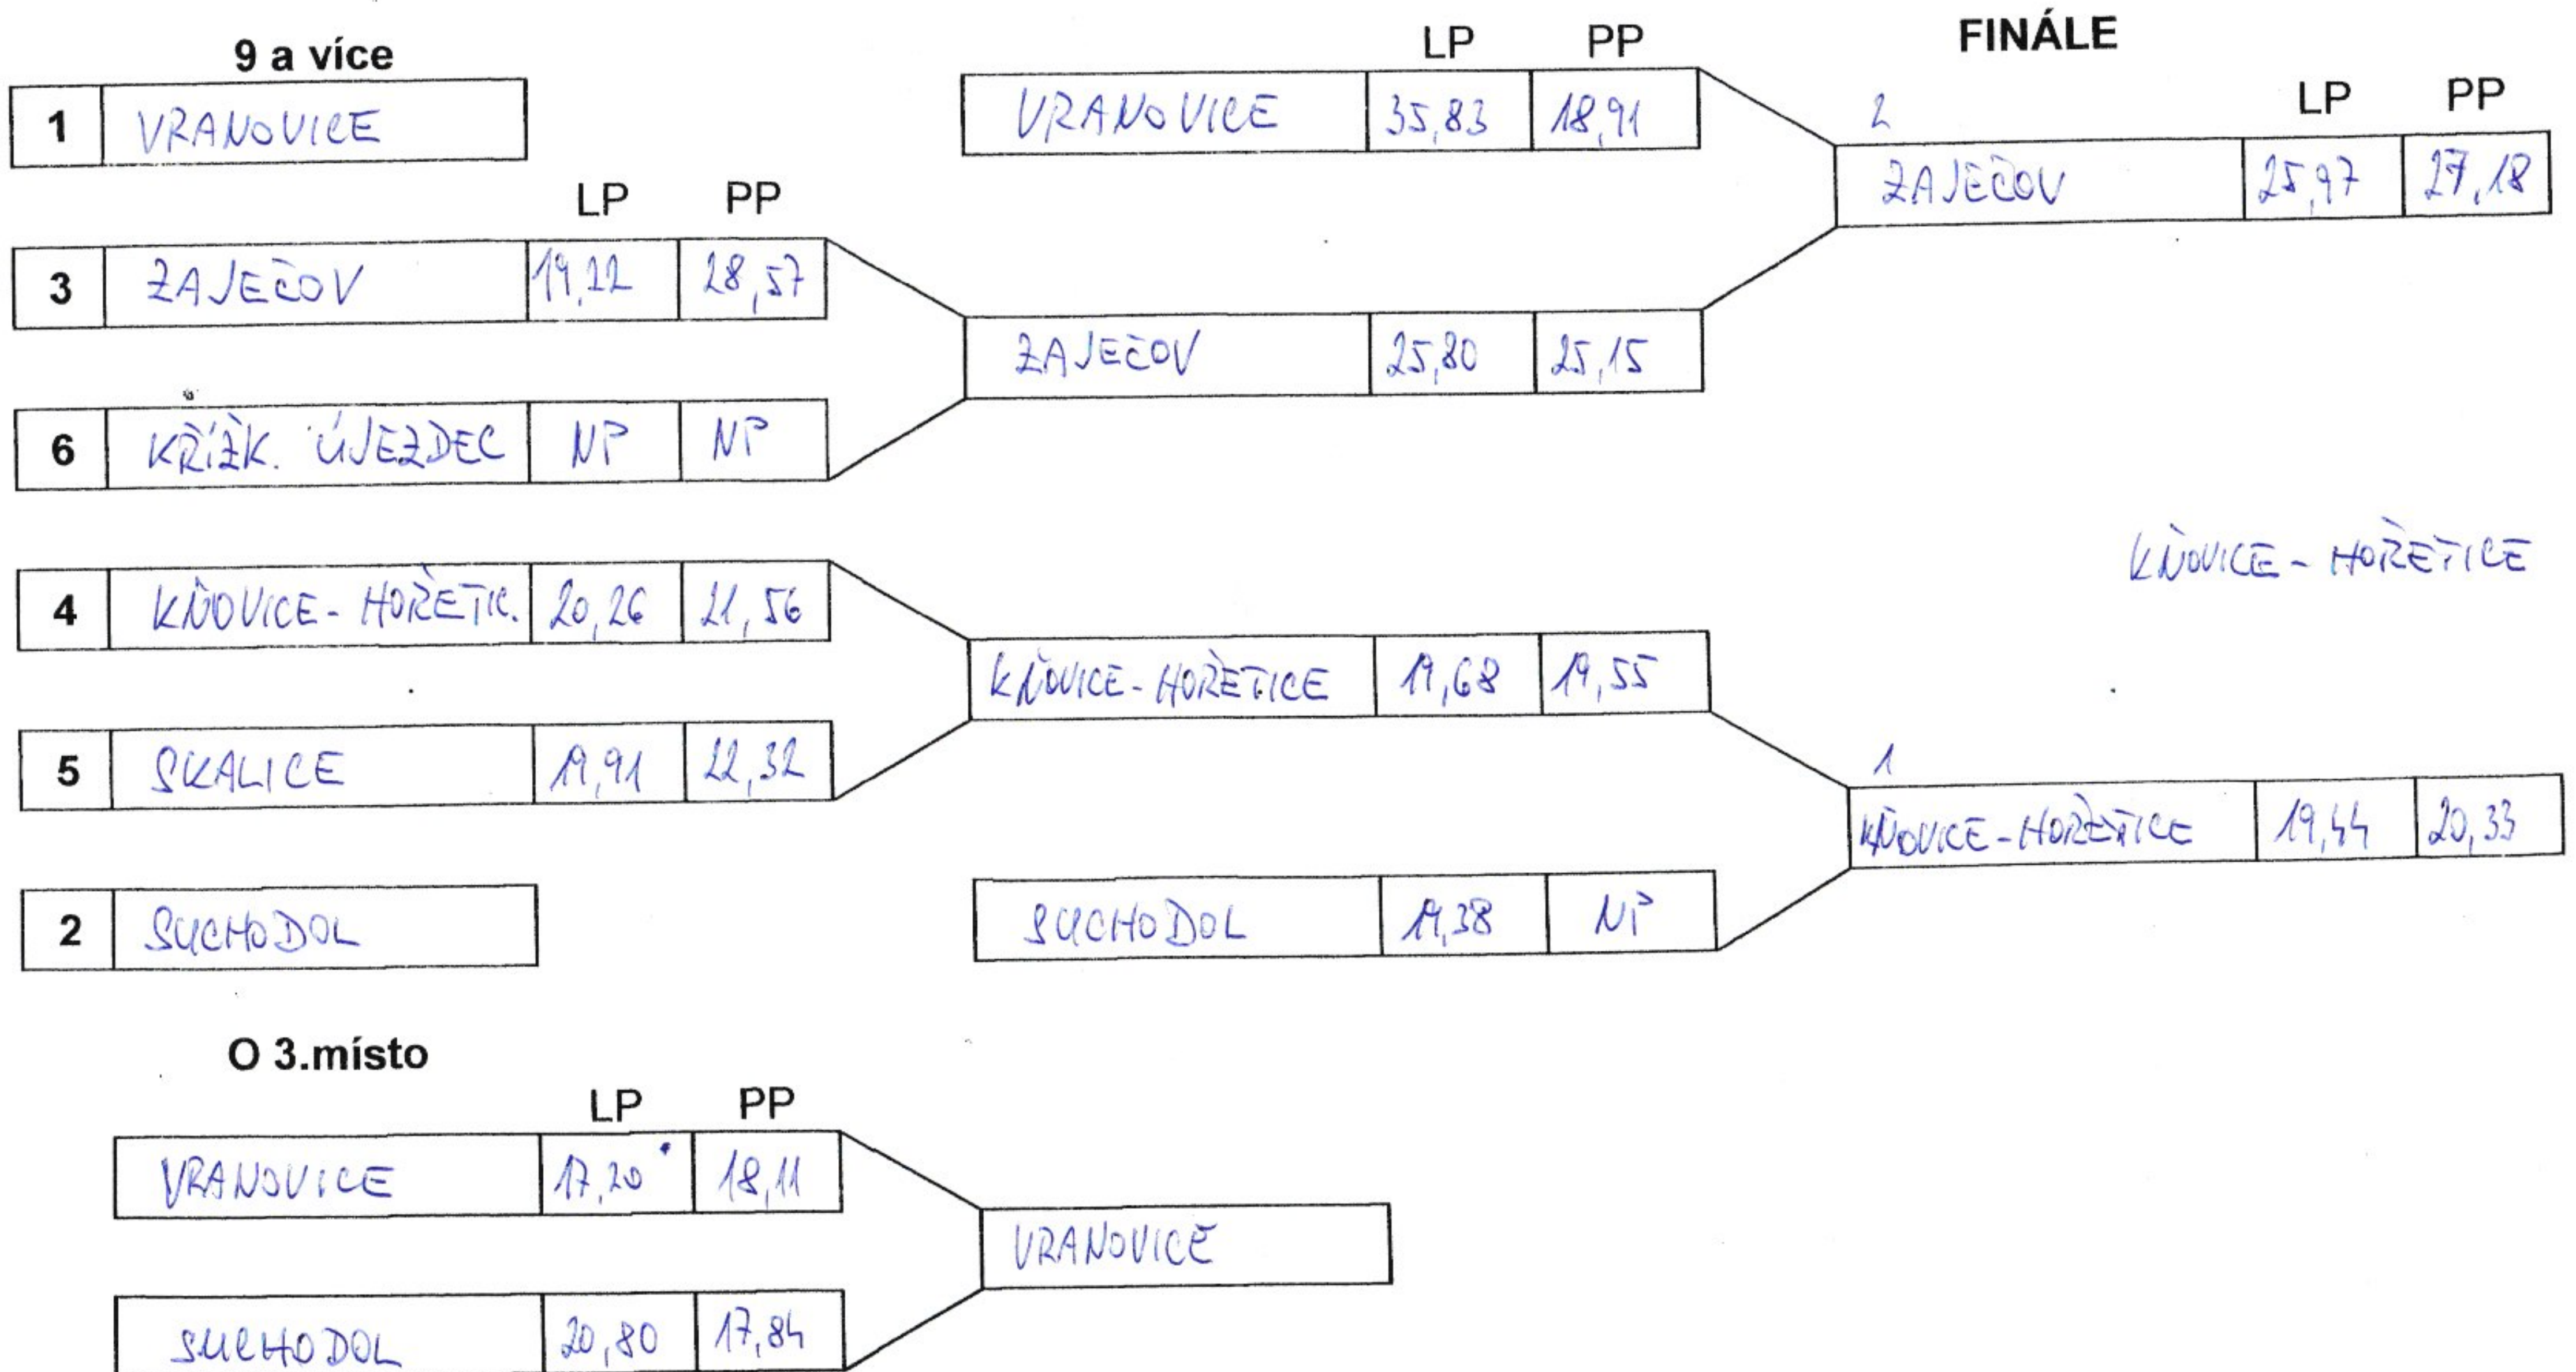 9 a více
LP PP
FINÁLE
1 VRANOVICE
VRANOVICE 35,83 18,91
2
LP PP
ZAJEČOV 25,97 27,18
LP PP
3 ZAJEČOV 19,22 28,57
ZAJEČOV 25,80 25,15
6 KŘÍŽK. ÚJEZDEC NP NP
KŇOVICE - HOŘETICE
4 KŇOVICE - HOŘETIC. 20,26 21,56
KŇOVICE - HOŘETICE 19,68 19,55
5 SKALICE 19,91 22,32
1
KŇOVICE - HOŘETICE 19,44 20,33
2 SUCHODOL
SUCHODOL 19,38 NP
O 3.místo
LP PP
VRANOVICE 17,20 18,11
VRANOVICE
SUCHODOL 20,80 17,84